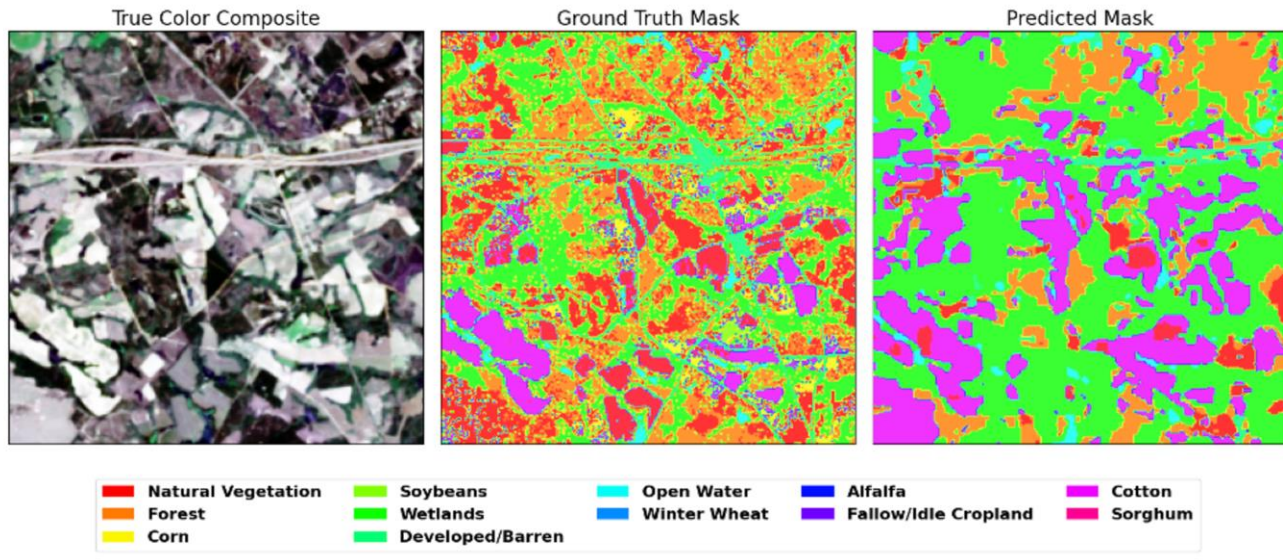 True Color Composite
Ground Truth Mask
Predicted Mask
Natural Vegetation
Forest
Corn
Soybeans
Wetlands
Developed/Barren
Open Water
Winter Wheat
Alfalfa
Fallow/Idle Cropland
Cotton
Sorghum